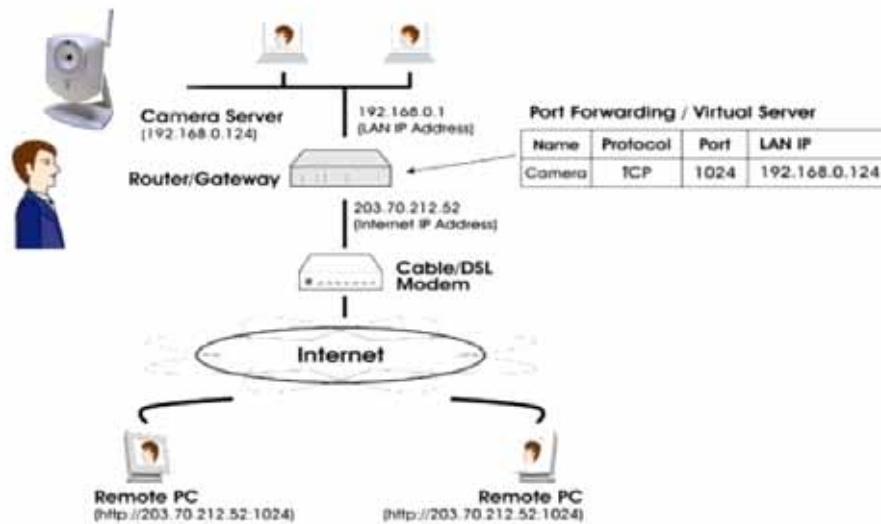 Camera Server
(192.168.0.124)
192.168.0.1
(LAN IP Address)
Port Forwarding / Virtual Server
Name Protocol Port LAN IP
Camera TCP 1024 192.168.0.124
Router/Gateway
203.70.212.52
(Internet IP Address)
Cable/DSL
Modem
Internet
Remote PC
(http://203.70.212.52:1024)
Remote PC
(http://203.70.212.52:1024)